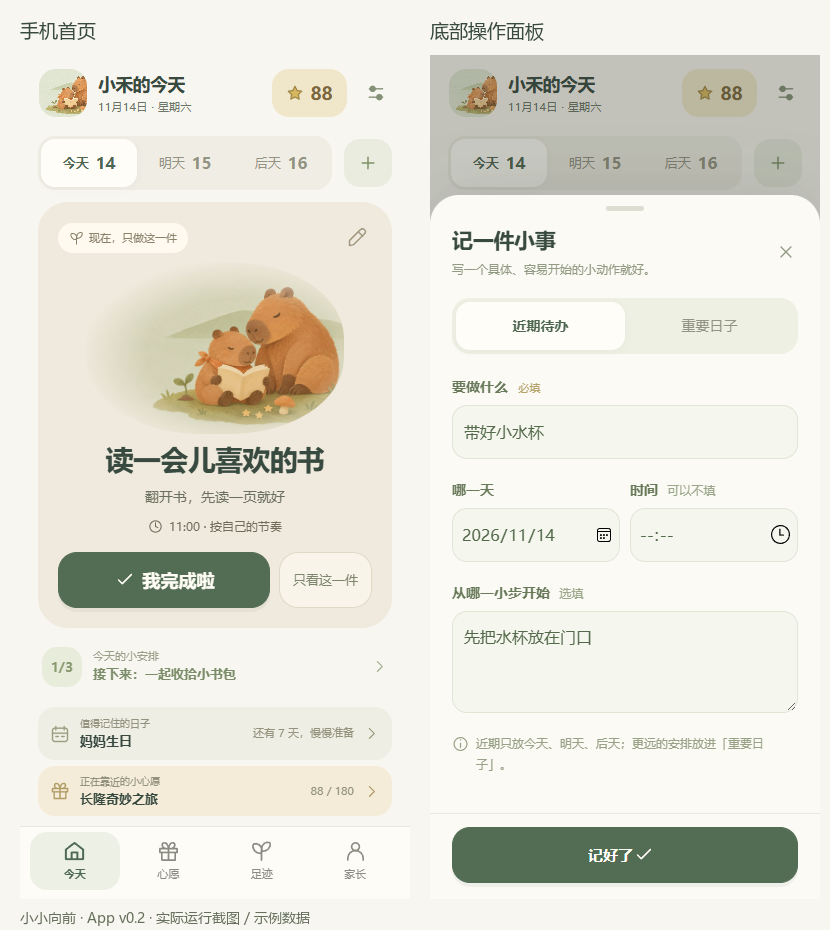 手机首页
小禾的今天
11月14日 · 星期六
88
今天 14
明天 15
后天 16
现在，只做这一件
读一会儿喜欢的书
翻开书，先读一页就好
11:00 · 按自己的节奏
我完成啦
只看这一件
1/3
今天的小安排
接下来：一起收拾小书包
值得记住的日子
妈妈生日
还有 7 天，慢慢准备
正在靠近的小心愿
长隆奇妙之旅
88 / 180
今天
心愿
足迹
家长
底部操作面板
小禾的今天
11月14日 · 星期六
88
今天 14
明天 15
后天 16
记一件小事
写一个具体、容易开始的小动作就好。
近期待办
重要日子
要做什么 必填
带好小水杯
哪一天
2026/11/14
时间 可以不填
--:--
从哪一小步开始 选填
先把水杯放在门口
近期只放今天、明天、后天；更远的安排放进「重要日
子」。
记好了
小小向前 · App v0.2 · 实际运行截图 / 示例数据